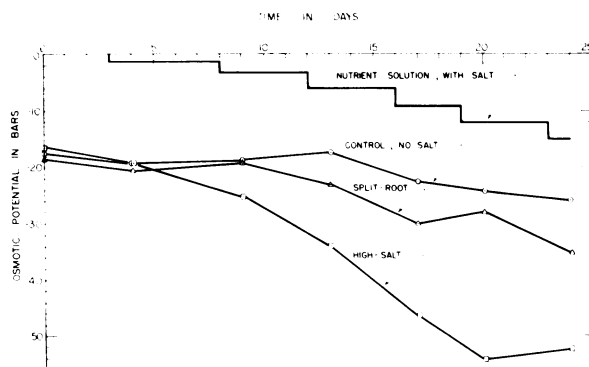 TIME IN DAYS
5 10 15 20 24
NUTRIENT SOLUTION, WITH SALT
CONTROL, NO SALT
SPLIT-ROOT
HIGH-SALT
OSMOTIC POTENTIAL IN BARS
0
-10
-20
-30
-40
50